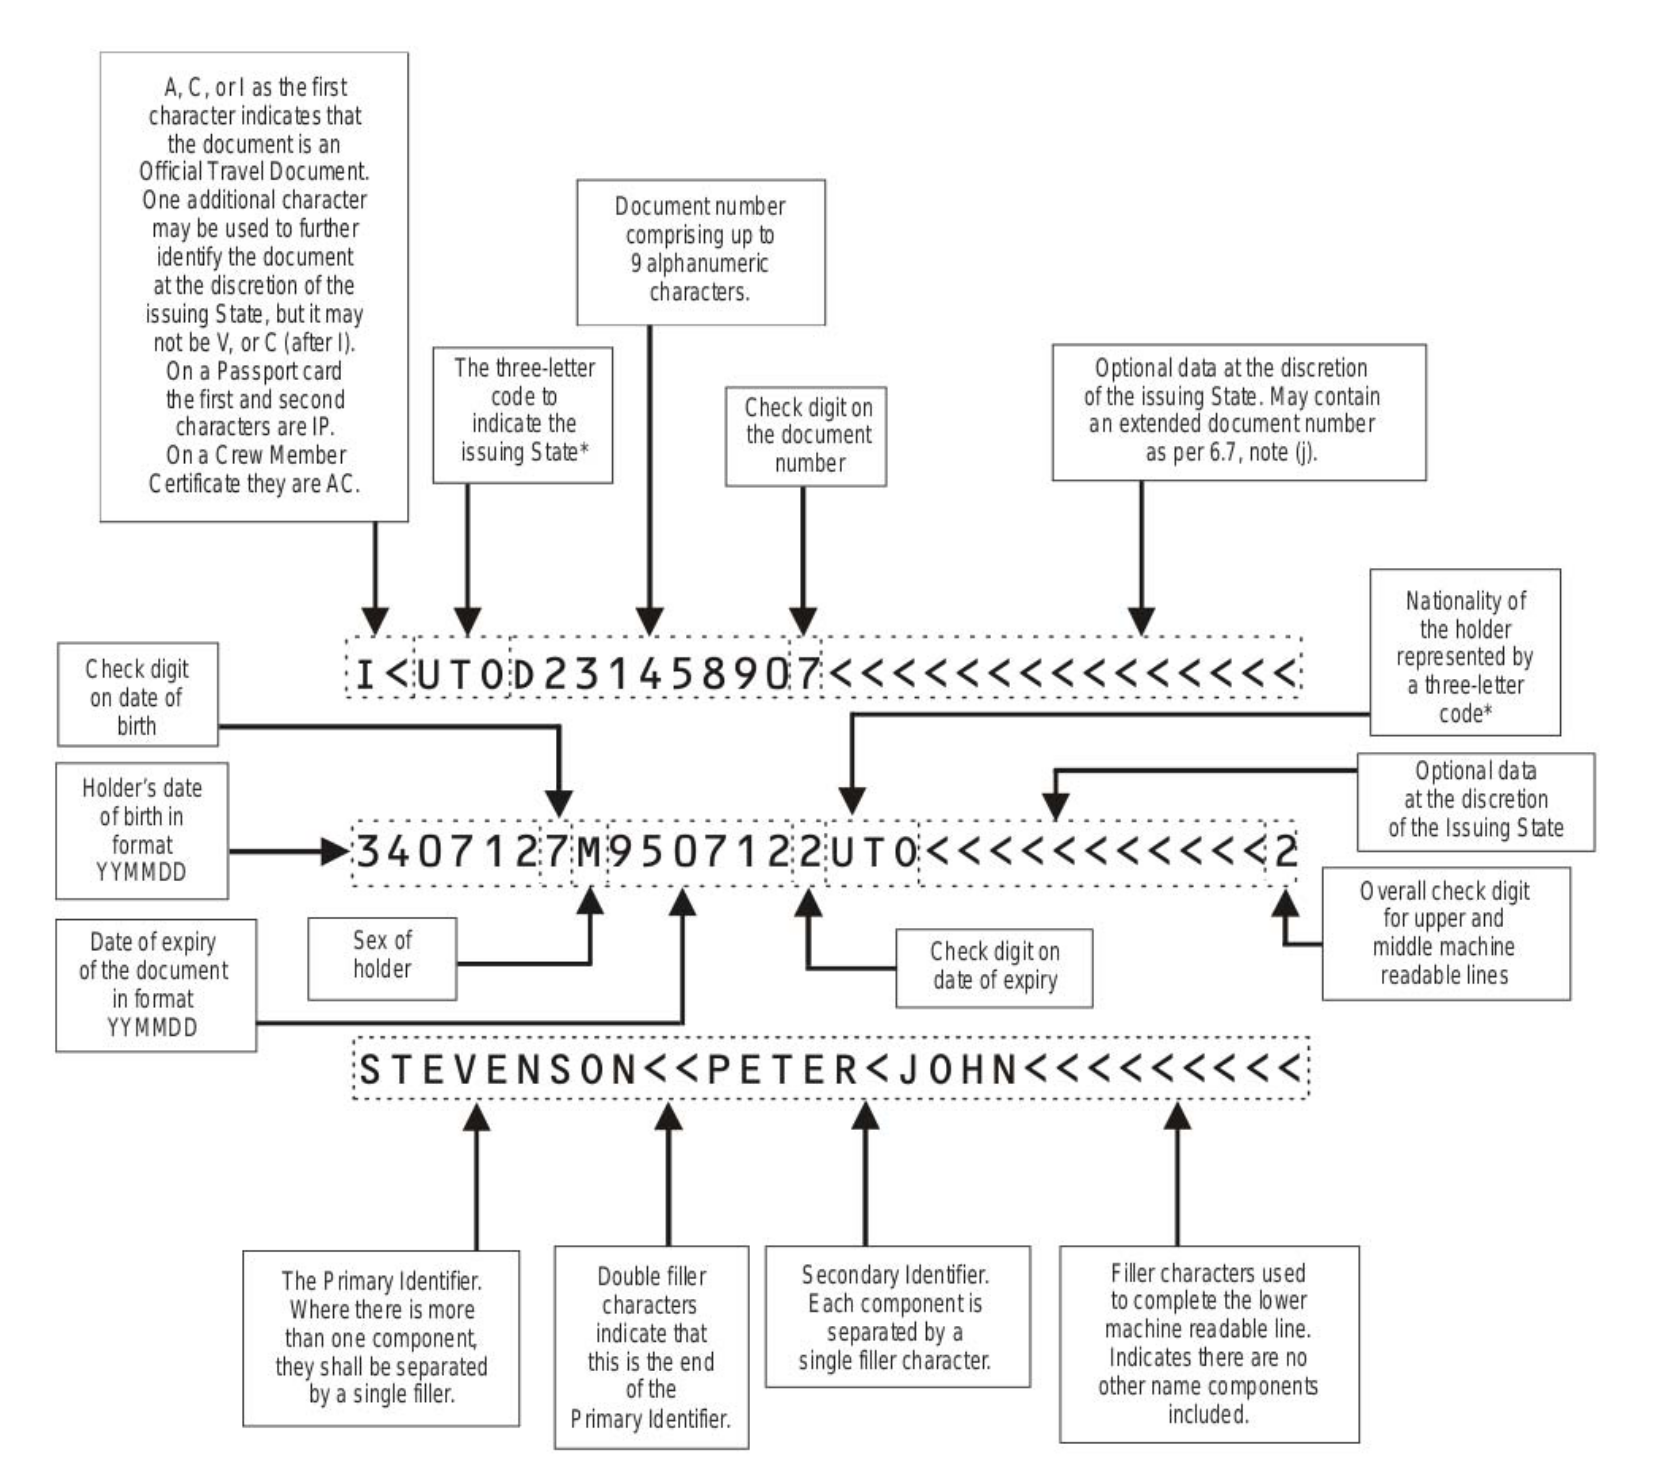 A, C, or I as the first
character indicates that
the document is an
Official Travel Document.
One additional character
may be used to further
identify the document
at the discretion of the
issuing State, but it may
not be V, or C (after I).
On a Passport card
the first and second
characters are IP.
On a Crew Member
Certificate they are AC.
The three-letter
code to
indicate the
issuing State*
Document number
comprising up to
9 alphanumeric
characters.
Check digit on
the document
number
Optional data at the discretion
of the issuing State. May contain
an extended document number
as per 6.7, note (j).
Nationality of
the holder
represented by
a three-letter
code*
I<UTOD231458907<<<<<<<<<<<<<<<
Check digit
on date of
birth
Holder's date
of birth in
format
YYMMDD
Optional data
at the discretion
of the Issuing State
3407127M9507122UTO<<<<<<<<<<<2
Date of expiry
of the document
in format
YYMMDD
Sex of
holder
Check digit on
date of expiry
Overall check digit
for upper and
middle machine
readable lines
STEVENSON<<PETER<JOHN<<<<<<<<<
The Primary Identifier.
Where there is more
than one component,
they shall be separated
by a single filler.
Double filler
characters
indicate that
this is the end
of the
Primary Identifier.
Secondary Identifier.
Each component is
separated by a
single filler character.
Filler characters used
to complete the lower
machine readable line.
Indicates there are no
other name components
included.